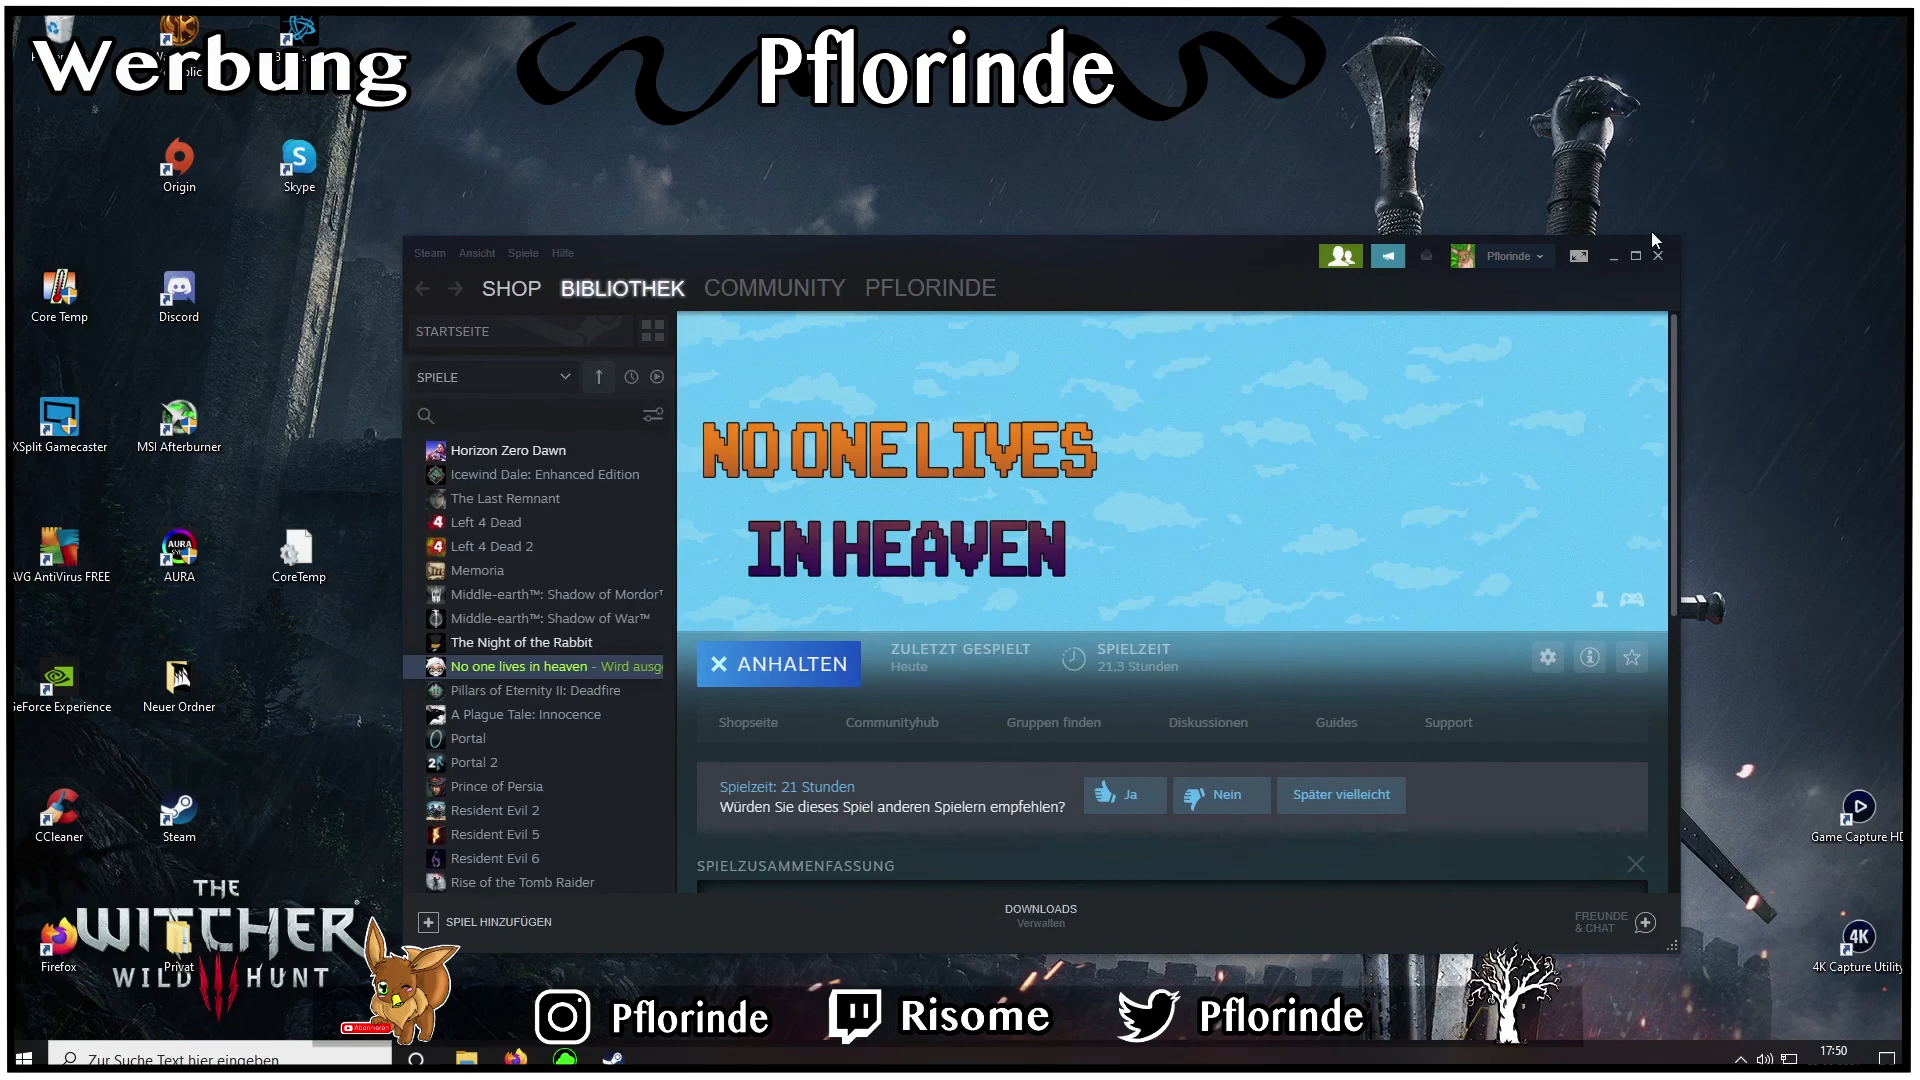 Werbung
Pflorinde
Origin
Skype
Steam Ansicht Spiele Hilfe
Pflorinde
SHOP BIBLIOTHEK COMMUNITY PFLORINDE
Core Temp
Discord
STARTSEITE
SPIELE
XSplit Gamecaster
MSI Afterburner
NO ONE LIVES
IN HEAVEN
Horizon Zero Dawn
Icewind Dale: Enhanced Edition
The Last Remnant
Left 4 Dead
Left 4 Dead 2
Memoria
Middle-earth™: Shadow of Mordor™
Middle-earth™: Shadow of War™
The Night of the Rabbit
No one lives in heaven - Wird ausg
Pillars of Eternity II: Deadfire
A Plague Tale: Innocence
Portal
Portal 2
Prince of Persia
Resident Evil 2
Resident Evil 5
Resident Evil 6
Rise of the Tomb Raider
AVG AntiVirus FREE
AURA
CoreTemp
GeForce Experience
Neuer Ordner
ANHALTEN
ZULETZT GESPIELT
Heute
SPIELZEIT
21,3 Stunden
Shopseite Communityhub Gruppen finden Diskussionen Guides Support
Spielzeit: 21 Stunden
Würden Sie dieses Spiel anderen Spielern empfehlen?
Ja
Nein
Später vielleicht
SPIELZUSAMMENFASSUNG
CCleaner
Steam
Game Capture HD
SPIEL HINZUFÜGEN
DOWNLOADS
Verwalten
FREUNDE
& CHAT
THE
WITCHER
WILD HUNT
Firefox
Privat
4K
4K Capture Utility
Abonnieren
Pflorinde
Risome
Pflorinde
Zur Suche Text hier eingeben
17:50